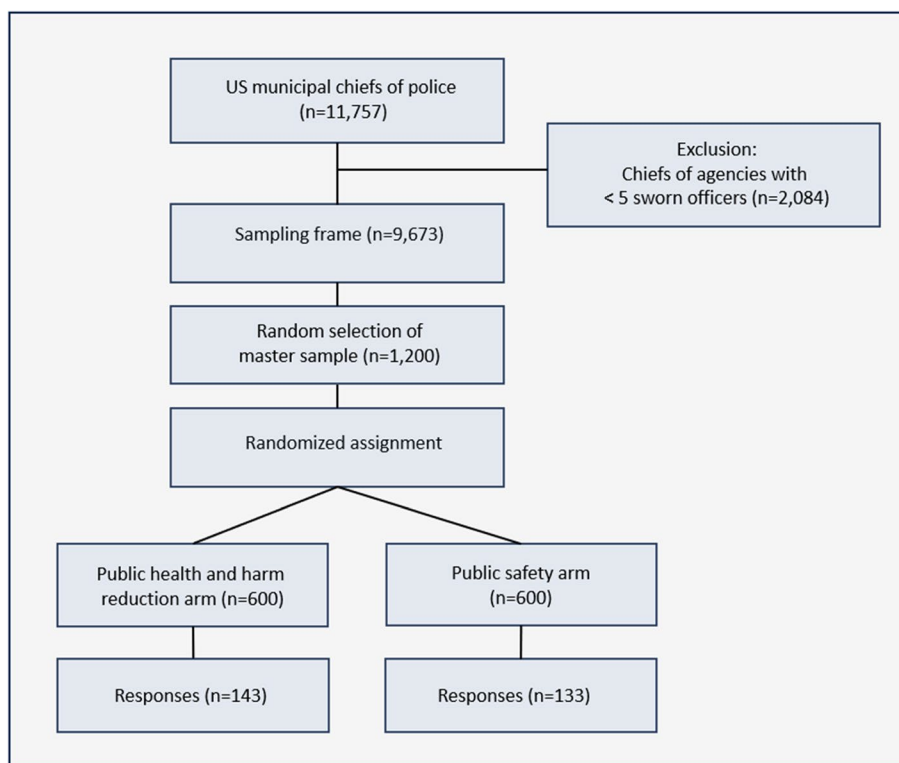 US municipal chiefs of police
(n=11,757)
Exclusion:
Chiefs of agencies with
< 5 sworn officers (n=2,084)
Sampling frame (n=9,673)
Random selection of
master sample (n=1,200)
Randomized assignment
Public health and harm
reduction arm (n=600)
Public safety arm
(n=600)
Responses (n=143)
Responses (n=133)